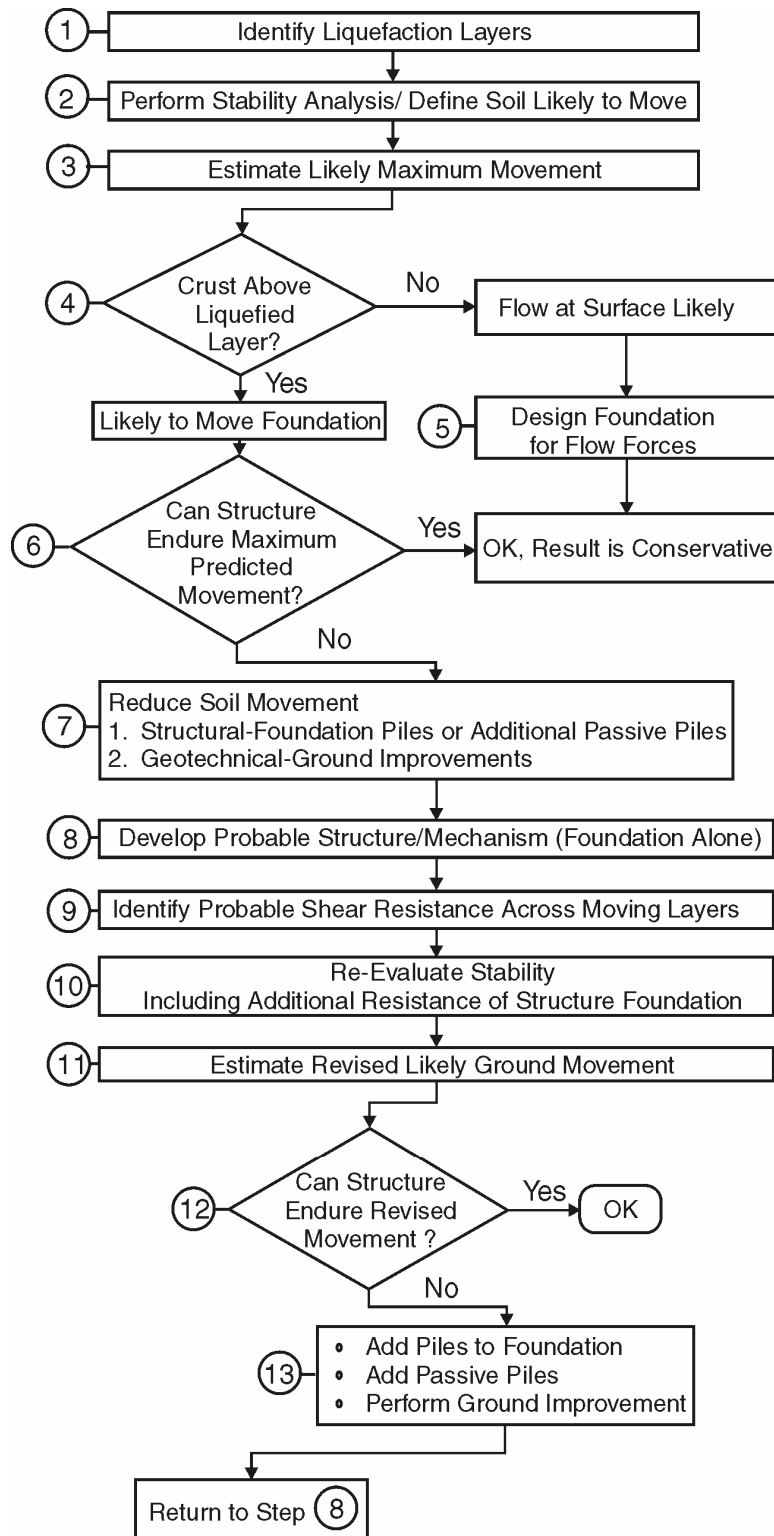 1
Identify Liquefaction Layers
2
Perform Stability Analysis/ Define Soil Likely to Move
3
Estimate Likely Maximum Movement
4
Crust Above
Liquefied
Layer?
No
Flow at Surface Likely
Yes
Likely to Move Foundation
5
Design Foundation
for Flow Forces
6
Can Structure
Endure Maximum
Predicted
Movement?
Yes
OK, Result is Conservative
No
7
Reduce Soil Movement
1. Structural-Foundation Piles or Additional Passive Piles
2. Geotechnical-Ground Improvements
8
Develop Probable Structure/Mechanism (Foundation Alone)
9
Identify Probable Shear Resistance Across Moving Layers
10
Re-Evaluate Stability
Including Additional Resistance of Structure Foundation
11
Estimate Revised Likely Ground Movement
12
Can Structure
Endure Revised
Movement ?
Yes
OK
No
13
• Add Piles to Foundation
• Add Passive Piles
• Perform Ground Improvement
Return to Step 8